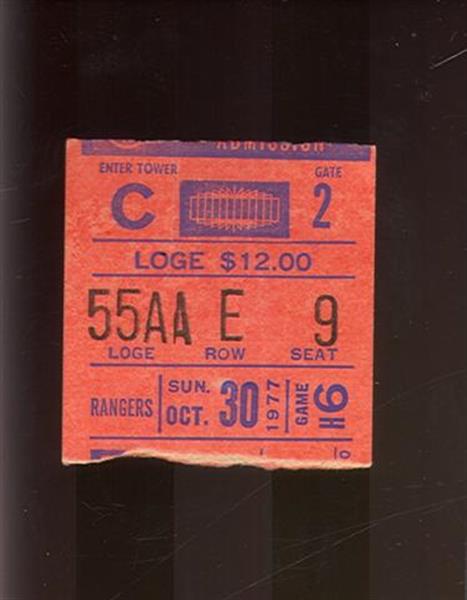 ADMISSION
ENTER TOWER
GATE
C
2
LOGE $12.00
55AA E 9
LOGE ROW SEAT
RANGERS
SUN.
OCT. 30
1977
GAME
H6